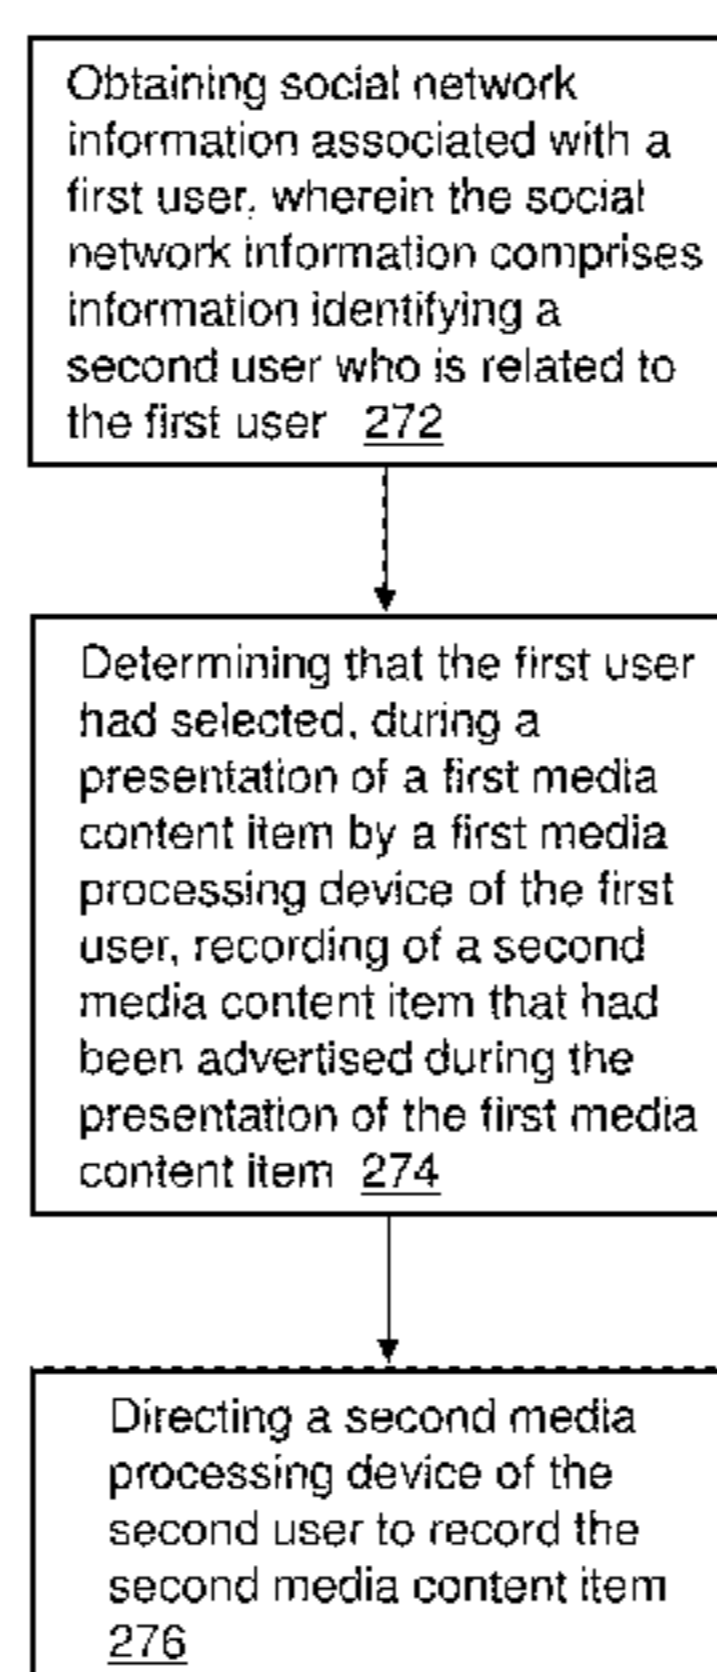 Obtaining social network
information associated with a
first user, wherein the social
network information comprises
information identifying a
second user who is related to
the first user 272
Determining that the first user
had selected, during a
presentation of a first media
content item by a first media
processing device of the first
user, recording of a second
media content item that had
been advertised during the
presentation of the first media
content item 274
Directing a second media
processing device of the
second user to record the
second media content item
276